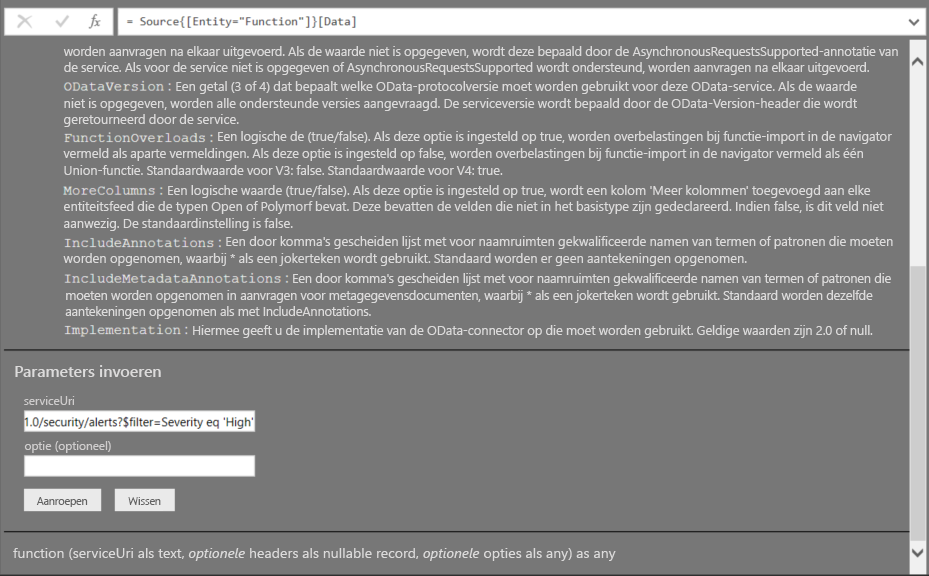 fx = Source{[Entity="Function"]}[Data]
worden aanvragen na elkaar uitgevoerd. Als de waarde niet is opgegeven, wordt deze bepaald door de AsynchronousRequestsSupported-annotatie van
de service. Als voor de service niet is opgegeven of AsynchronousRequestsSupported wordt ondersteund, worden aanvragen na elkaar uitgevoerd.
ODataVersion : Een getal (3 of 4) dat bepaalt welke OData-protocolversie moet worden gebruikt voor deze OData-service. Als de waarde
niet is opgegeven, worden alle ondersteunde versies aangevraagd. De serviceversie wordt bepaald door de OData-Version-header die wordt
geretourneerd door de service.
FunctionOverloads : Een logische de (true/false). Als deze optie is ingesteld op true, worden overbelastingen bij functie-import in de navigator
vermeld als aparte vermeldingen. Als deze optie is ingesteld op false, worden overbelastingen bij functie-import in de navigator vermeld als één
Union-functie. Standaardwaarde voor V3: false. Standaardwaarde voor V4: true.
MoreColumns : Een logische waarde (true/false). Als deze optie is ingesteld op true, wordt een kolom 'Meer kolommen' toegevoegd aan elke
entiteitsfeed die de typen Open of Polymorf bevat. Deze bevatten de velden die niet in het basistype zijn gedeclareerd. Indien false, is dit veld niet
aanwezig. De standaardinstelling is false.
IncludeAnnotations : Een door komma's gescheiden lijst met voor naamruimten gekwalificeerde namen van termen of patronen die moeten
worden opgenomen, waarbij * als een jokerteken wordt gebruikt. Standaard worden er geen aantekeningen opgenomen.
IncludeMetadataAnnotations : Een door komma's gescheiden lijst met voor naamruimten gekwalificeerde namen van termen of patronen die
moeten worden opgenomen in aanvragen voor metagegevensdocumenten, waarbij * als een jokerteken wordt gebruikt. Standaard worden dezelfde
aantekeningen opgenomen als met IncludeAnnotations.
Implementation : Hiermee geeft u de implementatie van de OData-connector op die moet worden gebruikt. Geldige waarden zijn 2.0 of null.
Parameters invoeren
serviceUri
1.0/security/alerts?$filter=Severity eq 'High'
optie (optioneel)
Aanroepen Wissen
function (serviceUri als text, optionele headers als nullable record, optionele opties als any) as any